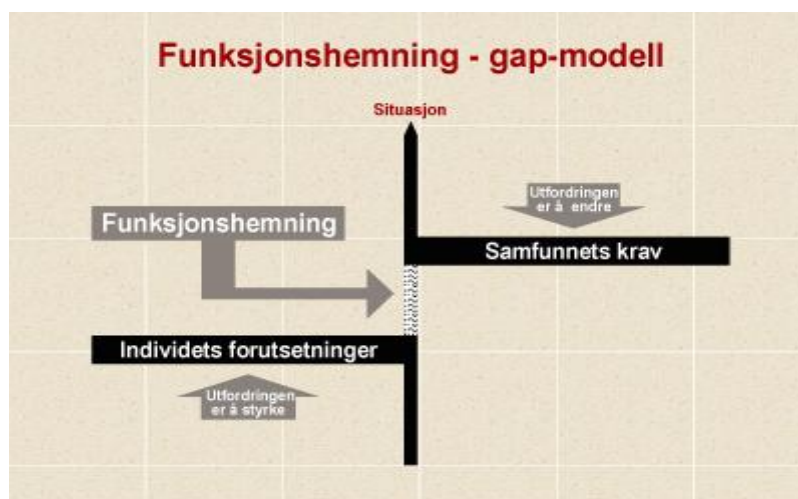 Funksjonshemning - gap-modell
Situasjon
Utfordringen
er å endre
Funksjonshemning
Samfunnets krav
Individets forutsetninger
Utfordringen
er å styrke